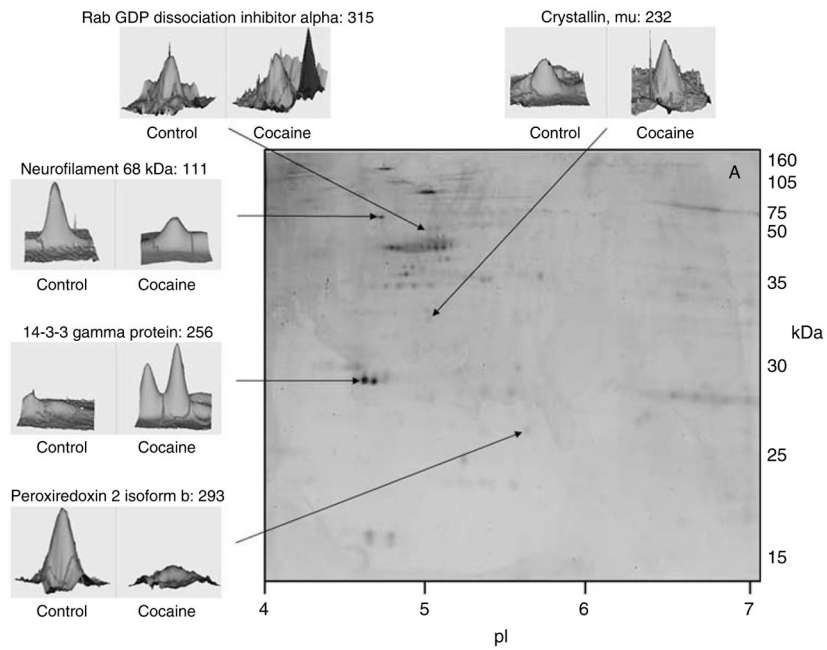 Rab GDP dissociation inhibitor alpha: 315
Crystallin, mu: 232
Control Cocaine
Control Cocaine
Neurofilament 68 kDa: 111
Control Cocaine
14-3-3 gamma protein: 256
Control Cocaine
Peroxiredoxin 2 isoform b: 293
Control Cocaine
A
160
105
75
50
35
kDa
30
25
15
4 5 6 7
pI